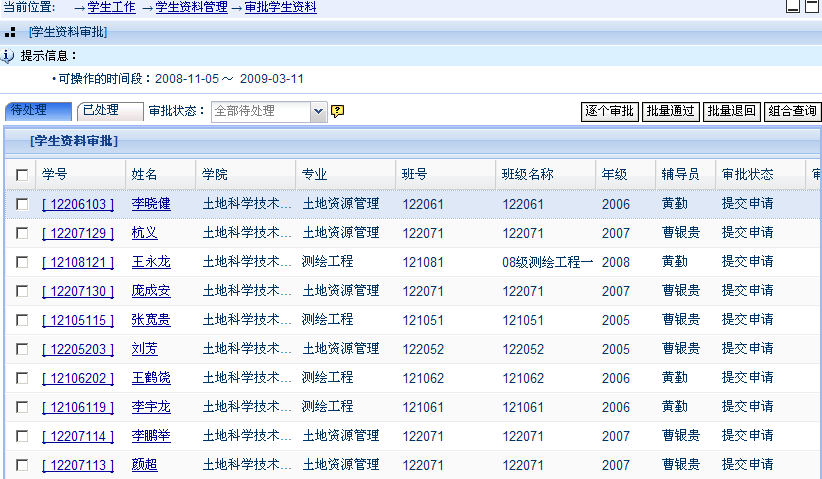 当前位置: →学生工作 →学生资料管理 →审批学生资料
[学生资料审批]
提示信息：
•可操作的时间段：2008-11-05～ 2009-03-11
待处理 已处理 审批状态： 全部待处理 ? 逐个审批 批量通过 批量退回 组合查询
[学生资料审批]
学号 姓名 学院 专业 班号 班级名称 年级 辅导员 审批状态
[ 12206103 ] 李晓健 土地科学技术... 土地资源管理 122061 122061 2006 黄勤 提交申请
[ 12207129 ] 杭义 土地科学技术... 土地资源管理 122071 122071 2007 曹银贵 提交申请
[ 12108121 ] 王永龙 土地科学技术... 测绘工程 121081 08级测绘工程一 2008 黄勤 提交申请
[ 12207130 ] 庞成安 土地科学技术... 土地资源管理 122071 122071 2007 曹银贵 提交申请
[ 12105115 ] 张宽贵 土地科学技术... 测绘工程 121051 121051 2005 曹银贵 提交申请
[ 12205203 ] 刘芳 土地科学技术... 土地资源管理 122052 122052 2005 曹银贵 提交申请
[ 12106202 ] 王鹤饶 土地科学技术... 测绘工程 121062 121062 2006 黄勤 提交申请
[ 12106119 ] 李宇龙 土地科学技术... 测绘工程 121061 121061 2006 黄勤 提交申请
[ 12207114 ] 李鹏举 土地科学技术... 土地资源管理 122071 122071 2007 曹银贵 提交申请
[ 12207113 ] 颜超 土地科学技术... 土地资源管理 122071 122071 2007 曹银贵 提交申请